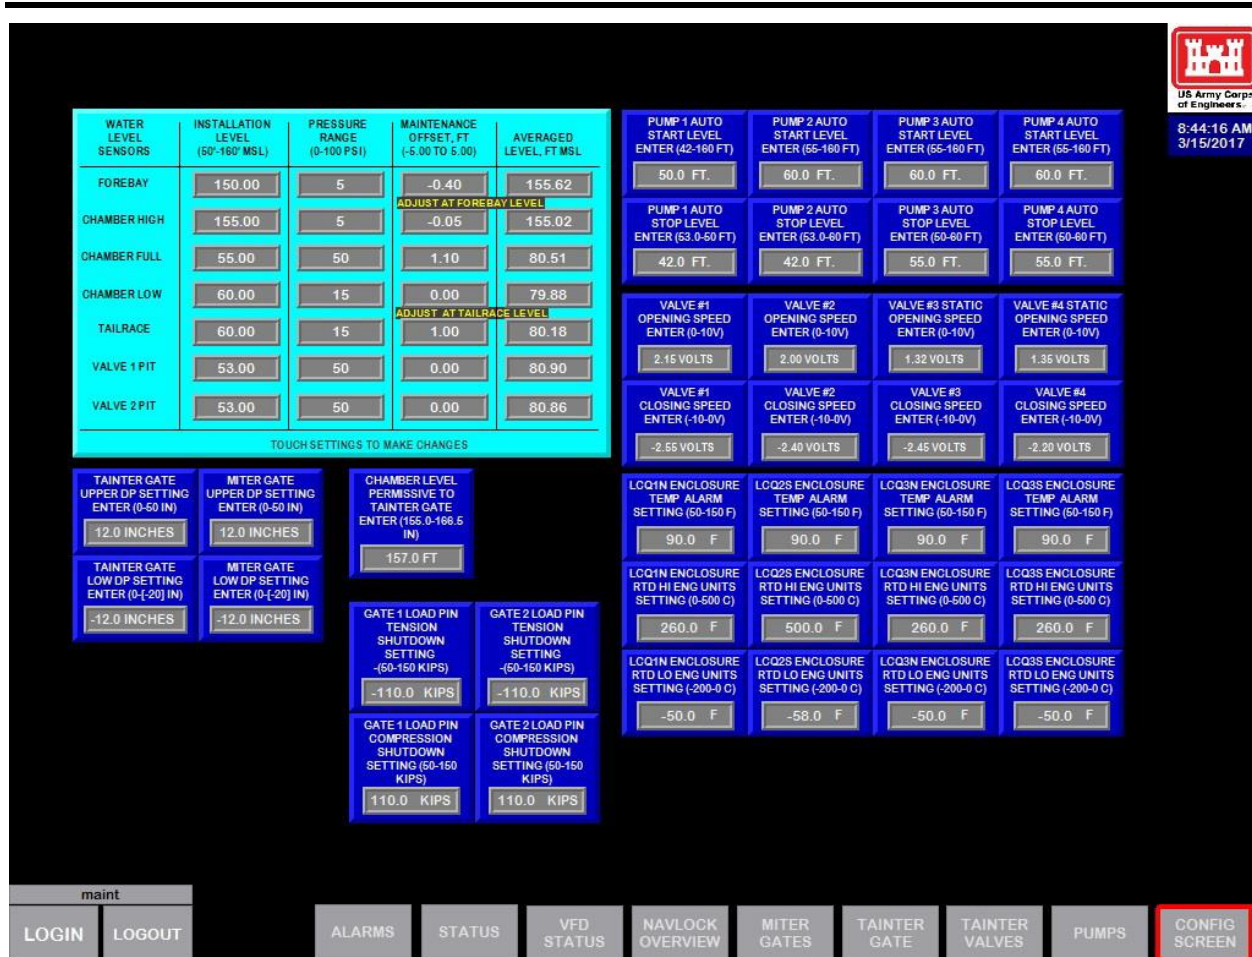 US Army Corps
of Engineers.
8:44:16 AM
3/15/2017
WATER LEVEL SENSORS INSTALLATION LEVEL (50'-160' MSL) PRESSURE RANGE (0-100 PSI) MAINTENANCE OFFSET, FT (-5.00 TO 5.00) AVERAGED LEVEL, FT MSL
FOREBAY 150.00 5 -0.40 155.62
ADJUST AT FOREBAY LEVEL
CHAMBER HIGH 155.00 5 -0.05 155.02
CHAMBER FULL 55.00 50 1.10 80.51
CHAMBER LOW 60.00 15 0.00 79.88
ADJUST AT TAILRACE LEVEL
TAILRACE 60.00 15 1.00 80.18
VALVE 1 PIT 53.00 50 0.00 80.90
VALVE 2 PIT 53.00 50 0.00 80.86
TOUCH SETTINGS TO MAKE CHANGES
TAINTER GATE
UPPER DP SETTING
ENTER (0-50 IN)
12.0 INCHES
MITER GATE
UPPER DP SETTING
ENTER (0-50 IN)
12.0 INCHES
TAINTER GATE
LOW DP SETTING
ENTER (0-[-20] IN)
-12.0 INCHES
MITER GATE
LOW DP SETTING
ENTER (0-[-20] IN)
-12.0 INCHES
CHAMBER LEVEL
PERMISSIVE TO
TAINTER GATE
ENTER (155.0-166.5
IN)
157.0 FT
GATE 1 LOAD PIN
TENSION
SHUTDOWN
SETTING
-(50-150 KIPS)
-110.0 KIPS
GATE 2 LOAD PIN
TENSION
SHUTDOWN
SETTING
-(50-150 KIPS)
-110.0 KIPS
GATE 1 LOAD PIN
COMPRESSION
SHUTDOWN
SETTING (50-150
KIPS)
110.0 KIPS
GATE 2 LOAD PIN
COMPRESSION
SHUTDOWN
SETTING (50-150
KIPS)
110.0 KIPS
PUMP 1 AUTO
START LEVEL
ENTER (42-160 FT)
50.0 FT.
PUMP 2 AUTO
START LEVEL
ENTER (55-160 FT)
60.0 FT.
PUMP 3 AUTO
START LEVEL
ENTER (55-160 FT)
60.0 FT.
PUMP 4 AUTO
START LEVEL
ENTER (55-160 FT)
60.0 FT.
PUMP 1 AUTO
STOP LEVEL
ENTER (53.0-50 FT)
42.0 FT.
PUMP 2 AUTO
STOP LEVEL
ENTER (53.0-60 FT)
42.0 FT.
PUMP 3 AUTO
STOP LEVEL
ENTER (50-60 FT)
55.0 FT.
PUMP 4 AUTO
STOP LEVEL
ENTER (50-60 FT)
55.0 FT.
VALVE #1
OPENING SPEED
ENTER (0-10V)
2.15 VOLTS
VALVE #2
OPENING SPEED
ENTER (0-10V)
2.00 VOLTS
VALVE #3 STATIC
OPENING SPEED
ENTER (0-10V)
1.32 VOLTS
VALVE #4 STATIC
OPENING SPEED
ENTER (0-10V)
1.35 VOLTS
VALVE #1
CLOSING SPEED
ENTER (-10-0V)
-2.55 VOLTS
VALVE #2
CLOSING SPEED
ENTER (-10-0V)
-2.40 VOLTS
VALVE #3
CLOSING SPEED
ENTER (-10-0V)
-2.45 VOLTS
VALVE #4
CLOSING SPEED
ENTER (-10-0V)
-2.20 VOLTS
LCQ1N ENCLOSURE
TEMP ALARM
SETTING (50-150 F)
90.0 F
LCQ2S ENCLOSURE
TEMP ALARM
SETTING (50-150 F)
90.0 F
LCQ3N ENCLOSURE
TEMP ALARM
SETTING (50-150 F)
90.0 F
LCQ3S ENCLOSURE
TEMP ALARM
SETTING (50-150 F)
90.0 F
LCQ1N ENCLOSURE
RTD HI ENG UNITS
SETTING (0-500 C)
260.0 F
LCQ2S ENCLOSURE
RTD HI ENG UNITS
SETTING (0-500 C)
500.0 F
LCQ3N ENCLOSURE
RTD HI ENG UNITS
SETTING (0-500 C)
260.0 F
LCQ3S ENCLOSURE
RTD HI ENG UNITS
SETTING (0-500 C)
260.0 F
LCQ1N ENCLOSURE
RTD LO ENG UNITS
SETTING (-200-0 C)
-50.0 F
LCQ2S ENCLOSURE
RTD LO ENG UNITS
SETTING (-200-0 C)
-58.0 F
LCQ3N ENCLOSURE
RTD LO ENG UNITS
SETTING (-200-0 C)
-50.0 F
LCQ3S ENCLOSURE
RTD LO ENG UNITS
SETTING (-200-0 C)
-50.0 F
maint
LOGIN
LOGOUT
ALARMS
STATUS
VFD
STATUS
NAVLOCK
OVERVIEW
MITER
GATES
TAINTER
GATE
TAINTER
VALVES
PUMPS
CONFIG
SCREEN